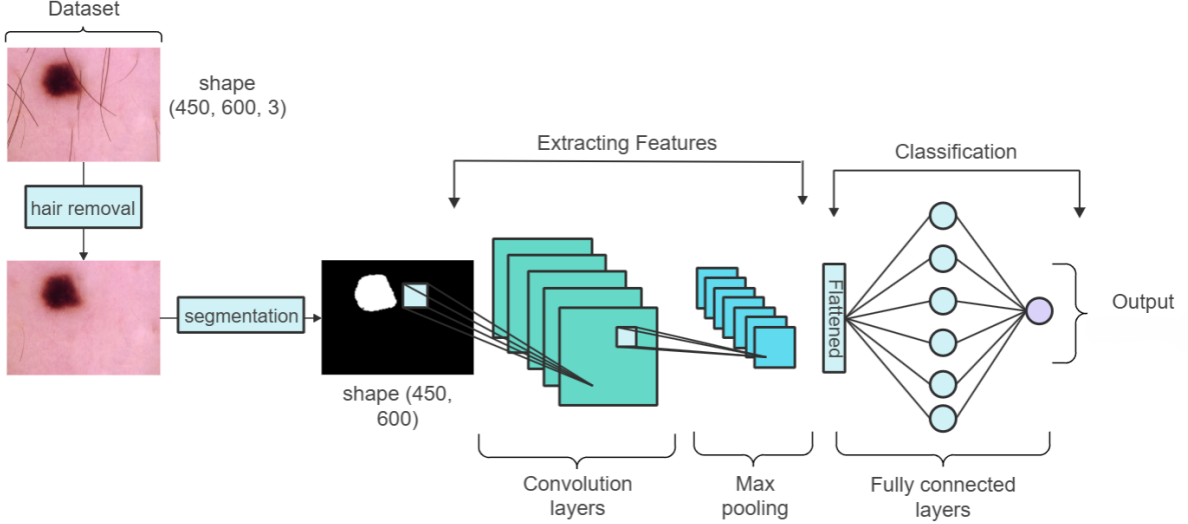 Dataset
shape
(450, 600, 3)
hair removal
segmentation
shape (450,
600)
Extracting Features
Classification
Flattened
Output
Convolution
layers
Max
pooling
Fully connected
layers